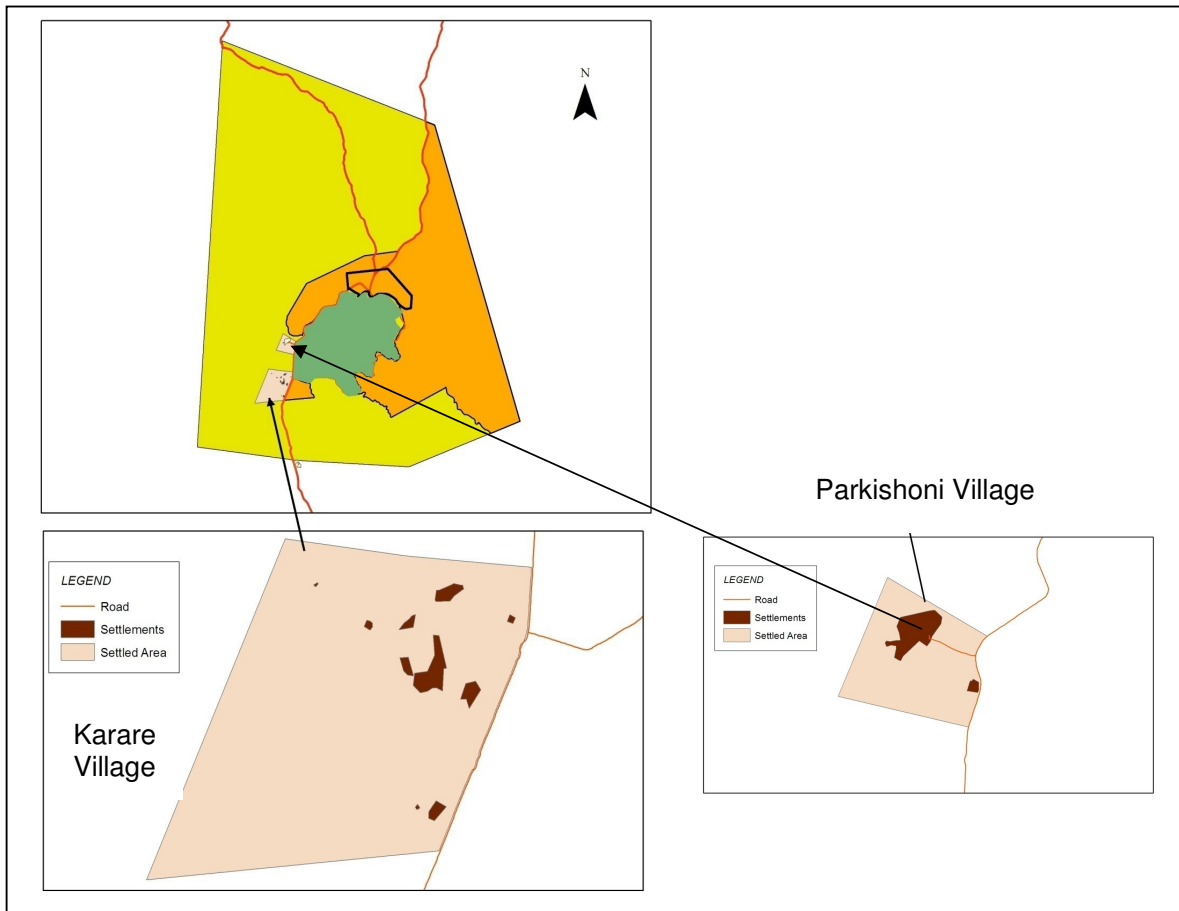 N
Parkishoni Village
LEGEND
Road
Settlements
Settled Area
Karare
Village
LEGEND
Road
Settlements
Settled Area